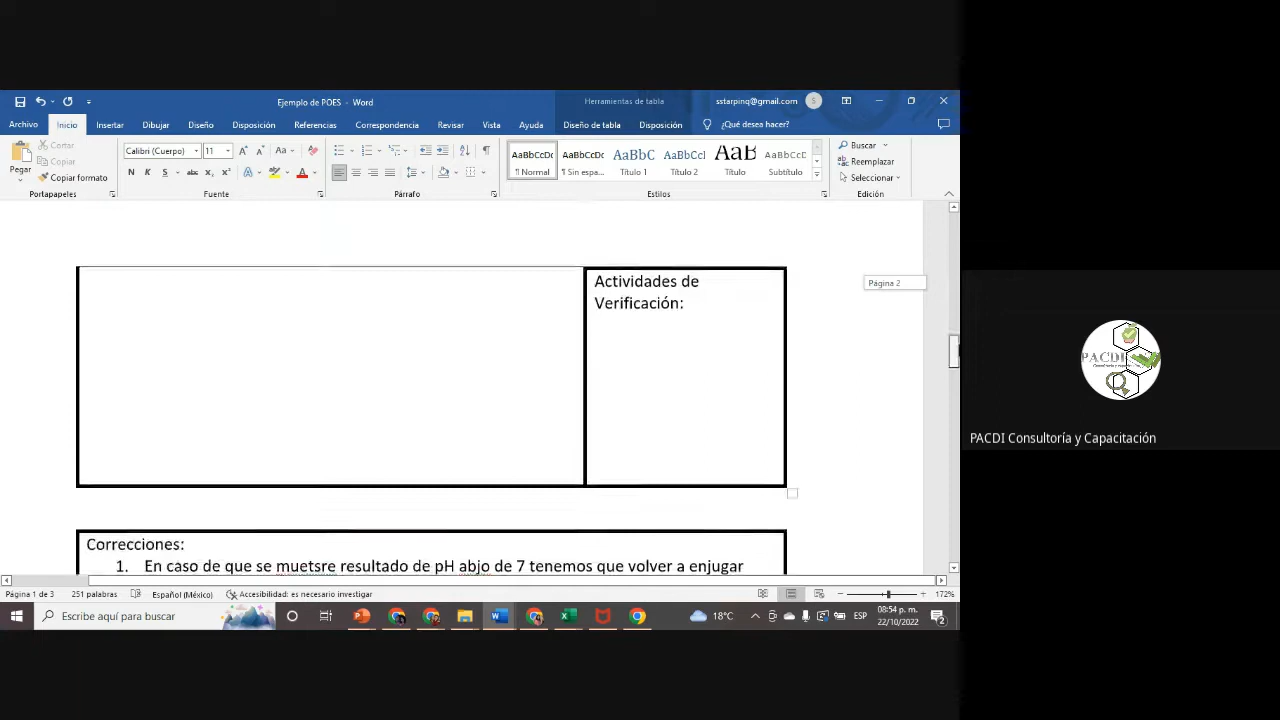 Ejemplo de POES - Word
Herramientas de tabla
sstarpinq@gmail.com
S
Archivo Inicio Insertar Dibujar Diseño Disposición Referencias Correspondencia Revisar Vista Ayuda Diseño de tabla Disposición ¿Qué desea hacer?
Pegar
Cortar
Copiar
Copiar formato
Portapapeles
Calibri (Cuerpo) 11
N K S abc x₂ x² A
Fuente
Párrafo
AaBbCcDc AaBbCcDc AaBbC AaBbCcI AaB AaBbCcD
¶ Normal ¶ Sin espa... Título 1 Título 2 Título Subtítulo
Estilos
Buscar
Reemplazar
Seleccionar
Edición
Actividades de
Verificación:
Página 2
Correcciones:
1. En caso de que se muetsre resultado de pH abjo de 7 tenemos que volver a enjugar
Página 1 de 3 251 palabras Español (México) Accesibilidad: es necesario investigar 172%
Escribe aquí para buscar
18°C ESP
08:54 p. m.
22/10/2022
2
PACDI
PACDI Consultoría y Capacitación